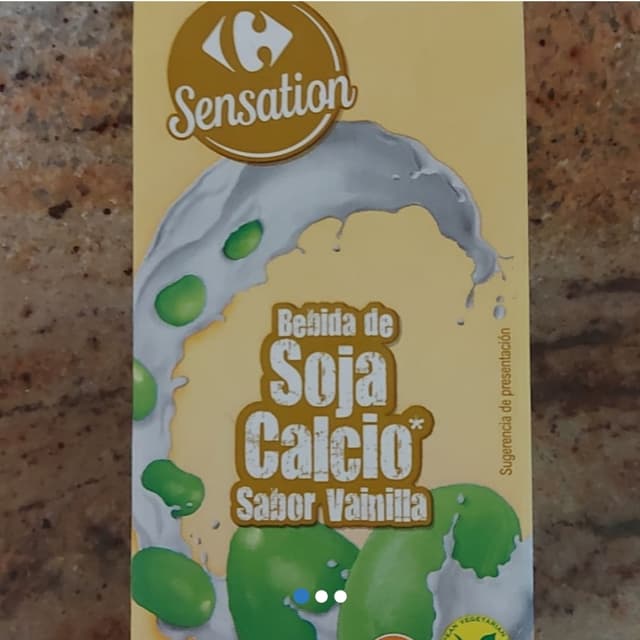 Sensation
Bebida de
Soja
Calcio*
Sabor Vainilla
Sugerencia de presentación